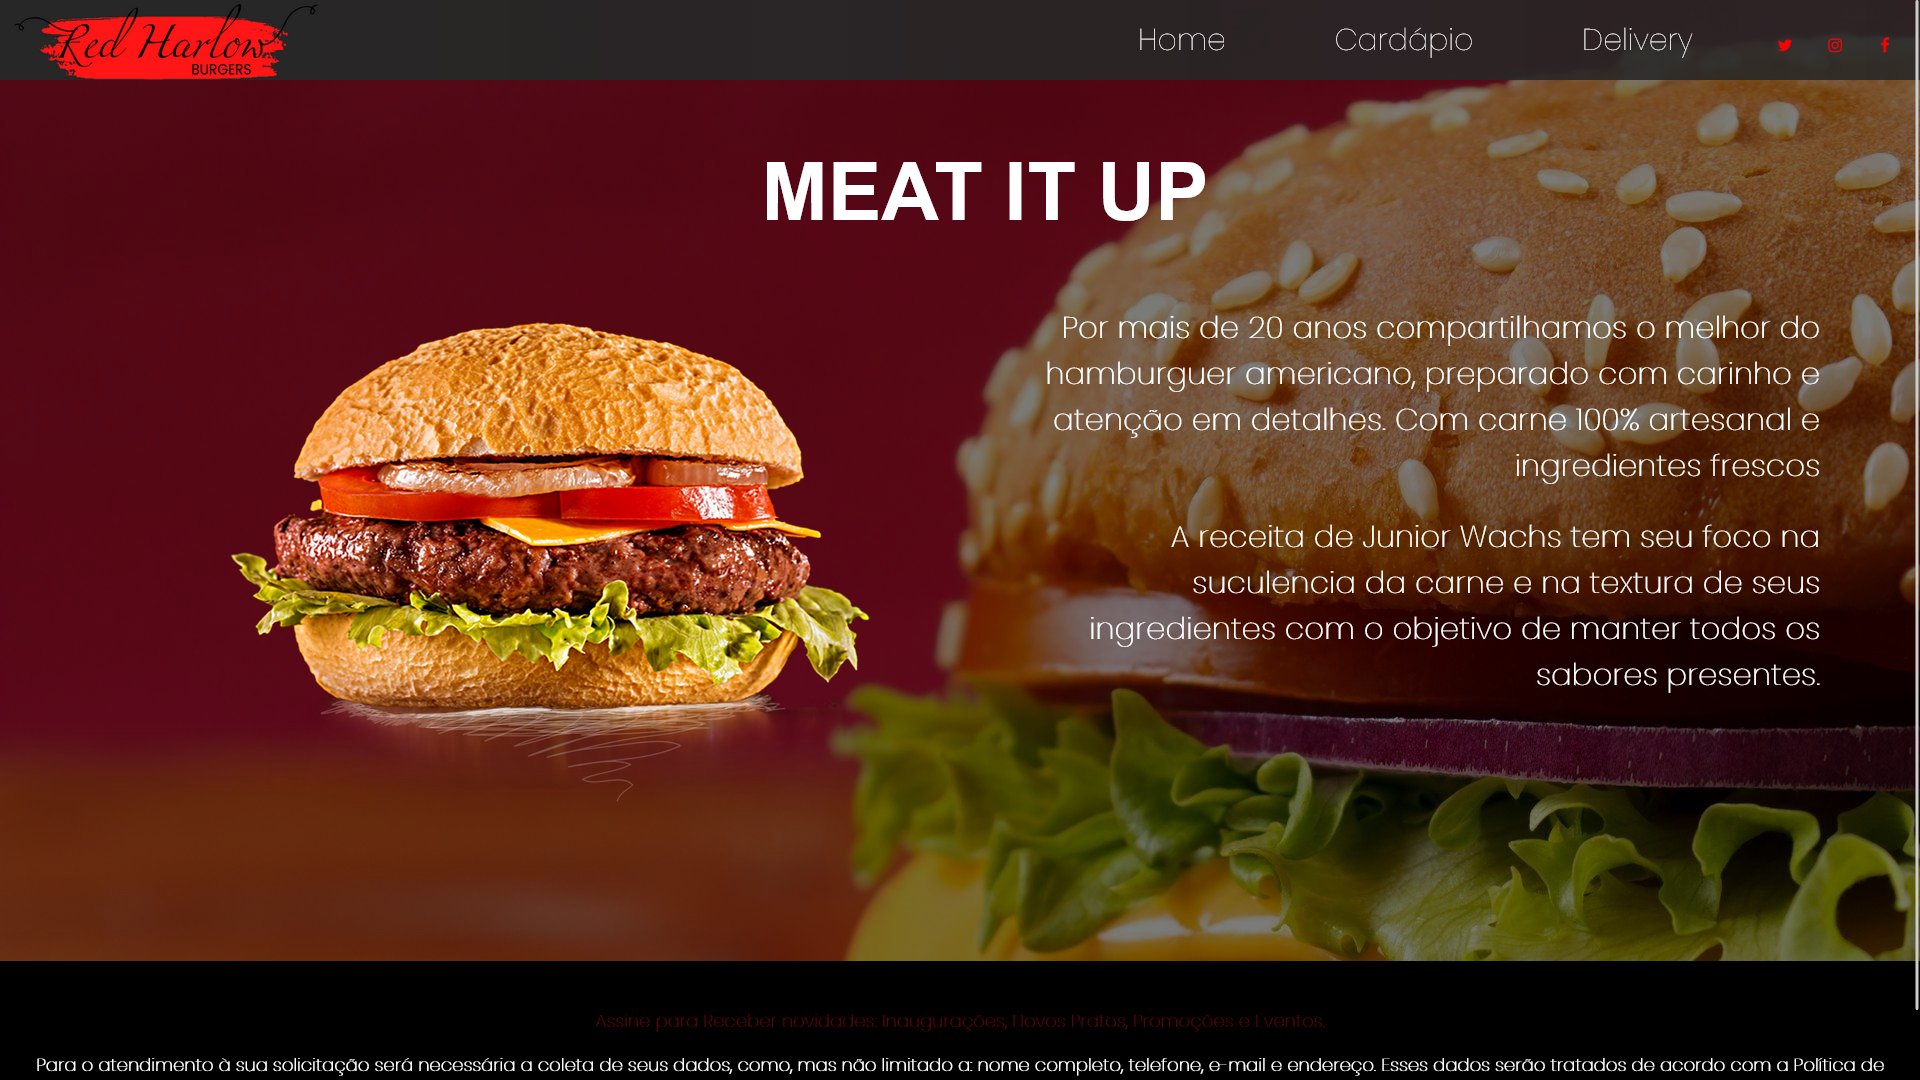 Red Harlow
BURGERS
Home
Cardápio
Delivery
MEAT IT UP
Por mais de 20 anos compartilhamos o melhor do
hamburguer americano, preparado com carinho e
atenção em detalhes. Com carne 100% artesanal e
ingredientes frescos
A receita de Junior Wachs tem seu foco na
suculencia da carne e na textura de seus
ingredientes com o objetivo de manter todos os
sabores presentes.
Assine para Receber novidades: Inaugurações, Novos Pratos, Promoções e Eventos.
Para o atendimento à sua solicitação será necessária a coleta de seus dados, como, mas não limitado a: nome completo, telefone, e-mail e endereço. Esses dados serão tratados de acordo com a Política de